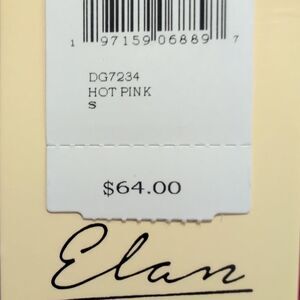 1 97159 06889 7
DG7234
HOT PINK
S
$64.00
Elan